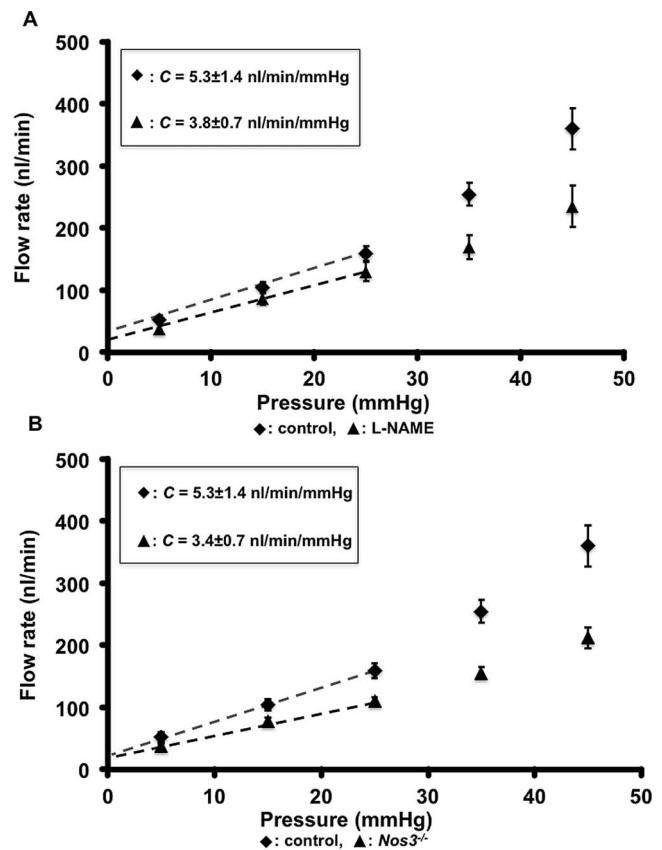 A
500
400
300
200
100
0
Flow rate (nl/min)
◆: C = 5.3±1.4 nl/min/mmHg
▲: C = 3.8±0.7 nl/min/mmHg
0 10 20 30 40 50
Pressure (mmHg)
◆: control, ▲: L-NAME
B
500
400
300
200
100
0
Flow rate (nl/min)
◆: C = 5.3±1.4 nl/min/mmHg
▲: C = 3.4±0.7 nl/min/mmHg
0 10 20 30 40 50
Pressure (mmHg)
◆: control, ▲: Nos3-/-